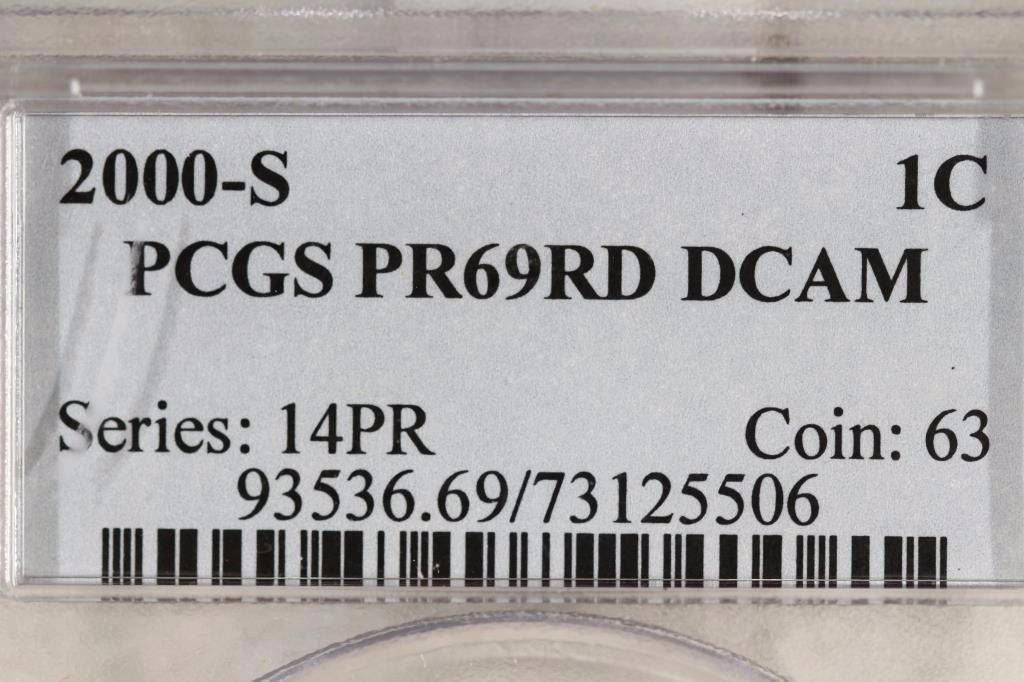 2000-S 1C
PCGS PR69RD DCAM
Series: 14PR Coin: 63
93536.69/73125506